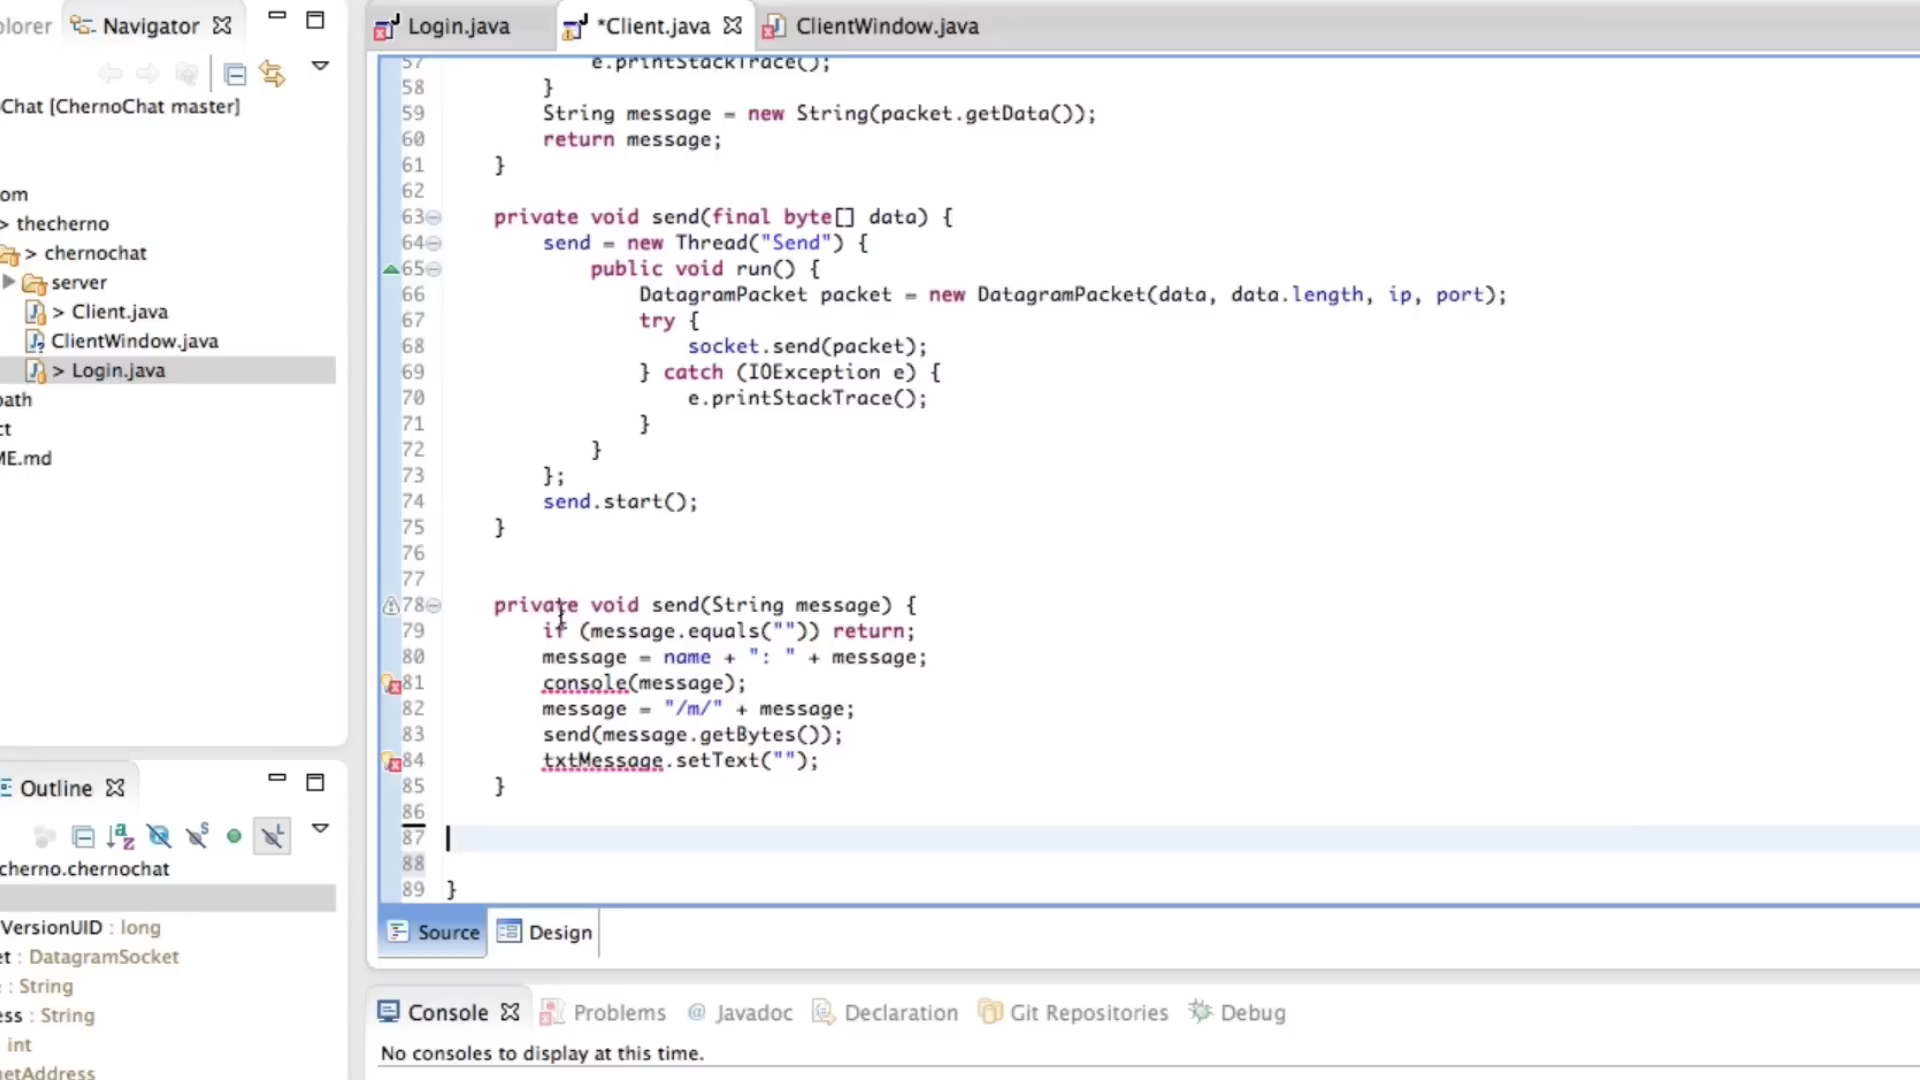 plorer Navigator
Chat [ChernoChat master]
om
> thecherno
> chernochat
server
> Client.java
ClientWindow.java
> Login.java
path
ct
ME.md
Outline
cherno.chernochat
VersionUID : long
et : DatagramSocket
e : String
ess : String
int
netAddress
Login.java *Client.java ClientWindow.java
57 e.printStackTrace();
58 }
59 String message = new String(packet.getData());
60 return message;
61 }
62
63 private void send(final byte[] data) {
64 send = new Thread("Send") {
65 public void run() {
66 DatagramPacket packet = new DatagramPacket(data, data.length, ip, port);
67 try {
68 socket.send(packet);
69 } catch (IOException e) {
70 e.printStackTrace();
71 }
72 }
73 };
74 send.start();
75 }
76
77
78 private void send(String message) {
79 if (message.equals("")) return;
80 message = name + ": " + message;
81 console(message);
82 message = "/m/" + message;
83 send(message.getBytes());
84 txtMessage.setText("");
85 }
86
87
88
89 }
Source Design
Console Problems @ Javadoc Declaration Git Repositories Debug
No consoles to display at this time.